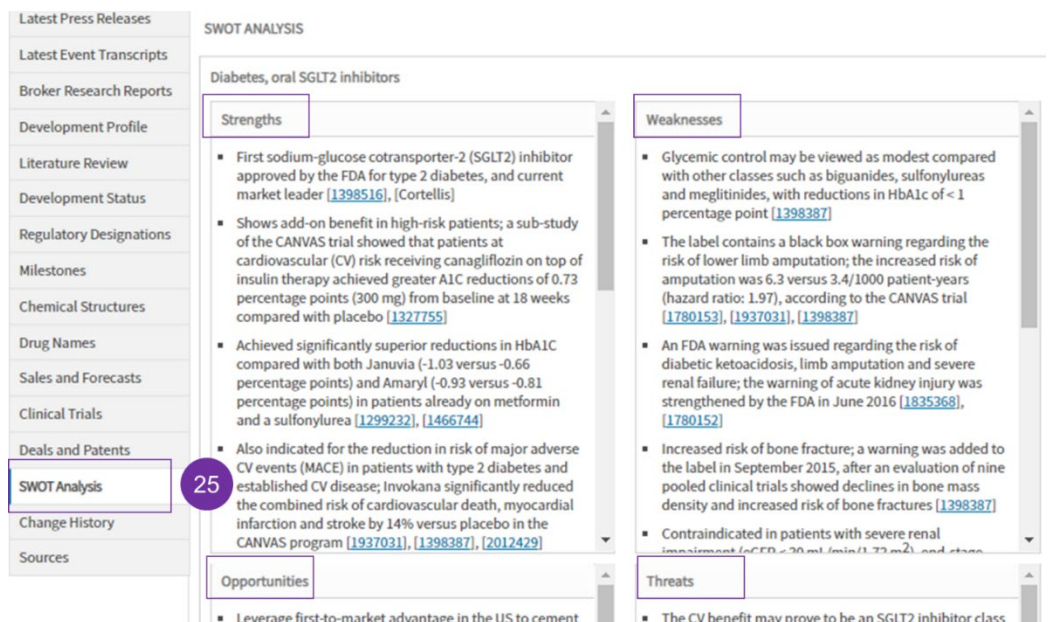 Latest Press Releases
Latest Event Transcripts
Broker Research Reports
Development Profile
Literature Review
Development Status
Regulatory Designations
Milestones
Chemical Structures
Drug Names
Sales and Forecasts
Clinical Trials
Deals and Patents
SWOT Analysis
25
Change History
Sources
SWOT ANALYSIS
Diabetes, oral SGLT2 inhibitors
Strengths
▪ First sodium-glucose cotransporter-2 (SGLT2) inhibitor
approved by the FDA for type 2 diabetes, and current
market leader [1398516], [Cortellis]
▪ Shows add-on benefit in high-risk patients; a sub-study
of the CANVAS trial showed that patients at
cardiovascular (CV) risk receiving canagliflozin on top of
insulin therapy achieved greater A1C reductions of 0.73
percentage points (300 mg) from baseline at 18 weeks
compared with placebo [1327755]
▪ Achieved significantly superior reductions in HbA1C
compared with both Januvia (-1.03 versus -0.66
percentage points) and Amaryl (-0.93 versus -0.81
percentage points) in patients already on metformin
and a sulfonylurea [1299232], [1466744]
▪ Also indicated for the reduction in risk of major adverse
CV events (MACE) in patients with type 2 diabetes and
established CV disease; Invokana significantly reduced
the combined risk of cardiovascular death, myocardial
infarction and stroke by 14% versus placebo in the
CANVAS program [1937031], [1398387], [2012429]
Weaknesses
▪ Glycemic control may be viewed as modest compared
with other classes such as biguanides, sulfonylureas
and meglitinides, with reductions in HbA1c of < 1
percentage point [1398387]
▪ The label contains a black box warning regarding the
risk of lower limb amputation; the increased risk of
amputation was 6.3 versus 3.4/1000 patient-years
(hazard ratio: 1.97), according to the CANVAS trial
[1780153], [1937031], [1398387]
▪ An FDA warning was issued regarding the risk of
diabetic ketoacidosis, limb amputation and severe
renal failure; the warning of acute kidney injury was
strengthened by the FDA in June 2016 [1835368],
[1780152]
▪ Increased risk of bone fracture; a warning was added to
the label in September 2015, after an evaluation of nine
pooled clinical trials showed declines in bone mass
density and increased risk of bone fractures [1398387]
▪ Contraindicated in patients with severe renal
Opportunities
▪ Leverage first-to-market advantage in the US to cement
Threats
▪ The CV benefit may prove to be an SGLT2 inhibitor class